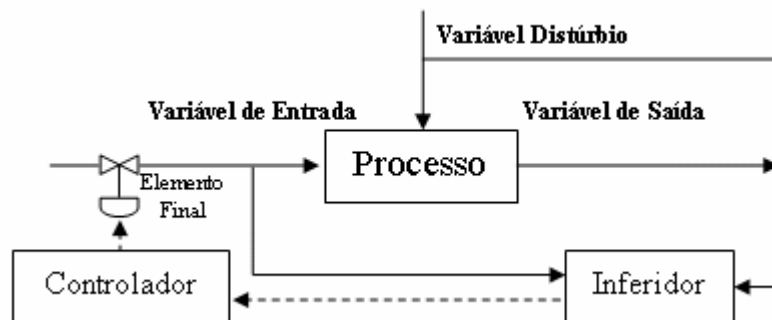 Variável Distúrbio
Variável de Entrada
Variável de Saída
Processo
Elemento
Final
Controlador
Inferidor